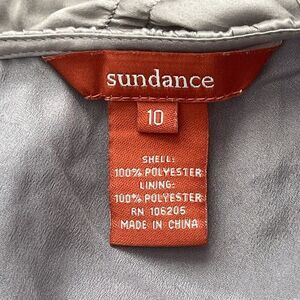 sundance
10
SHELL:
100% POLYESTER
LINING:
100% POLYESTER
RN 106205
MADE IN CHINA